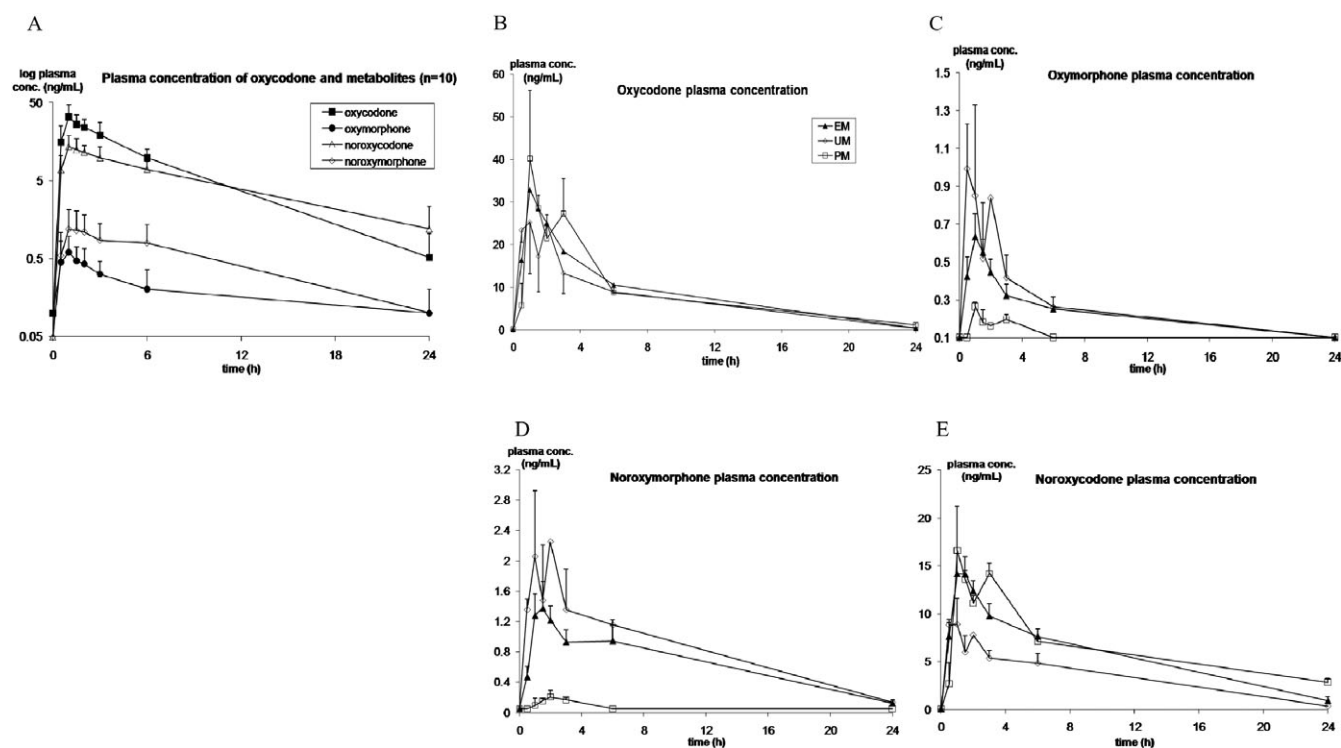 A
log plasma
conc. (ng/mL)
Plasma concentration of oxycodone and metabolites (n=10)
oxycodone
oxymorphone
noroxycodone
noroxymorphone
50
5
0.5
0.05
0 6 12 18 24
time (h)
B
plasma conc.
(ng/mL)
Oxycodone plasma concentration
EM
UM
PM
60
50
40
30
20
10
0
0 4 8 12 16 20 24
time (h)
C
plasma conc.
(ng/mL)
Oxymorphone plasma concentration
1.5
1.3
1.1
0.9
0.7
0.5
0.3
0.1
0 4 8 12 16 20 24
time (h)
D
plasma conc.
(ng/mL)
Noroxymorphone plasma concentration
3.2
2.8
2.4
2
1.6
1.2
0.8
0.4
0
0 4 8 12 16 20 24
time (h)
E
plasma conc.
(ng/mL)
Noroxycodone plasma concentration
25
20
15
10
5
0
0 4 8 12 16 20 24
time (h)